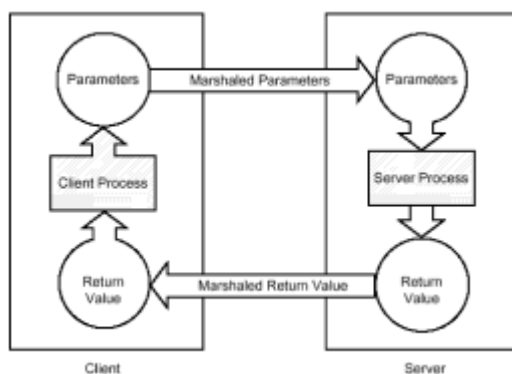 Parameters
Marshaled Parameters
Parameters
Client Process
Server Process
Return
Value
Marshaled Return Value
Return
Value
Client
Server